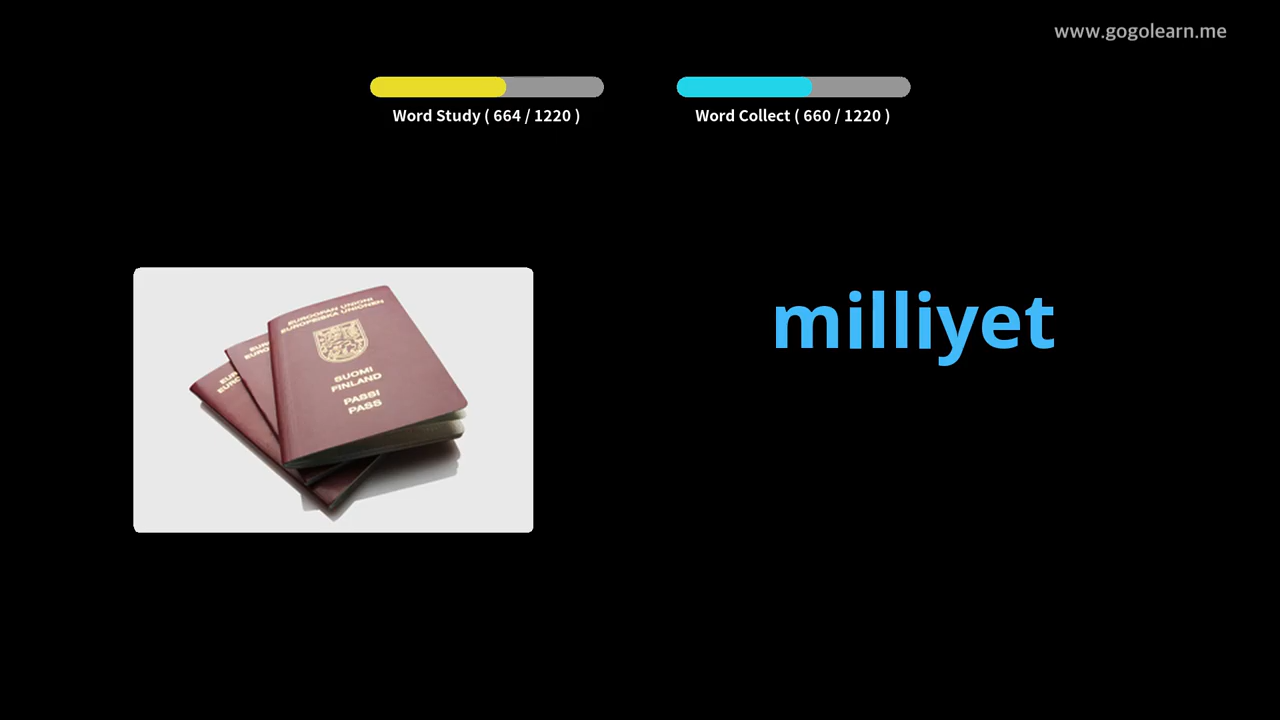 www.gogolearn.me
Word Study ( 664 / 1220 )
Word Collect ( 660 / 1220 )
milliyet
EUROOPAN UNIONI
EUROPEISKA UNIONEN
SUOMI
FINLAND
PASSI
PASS